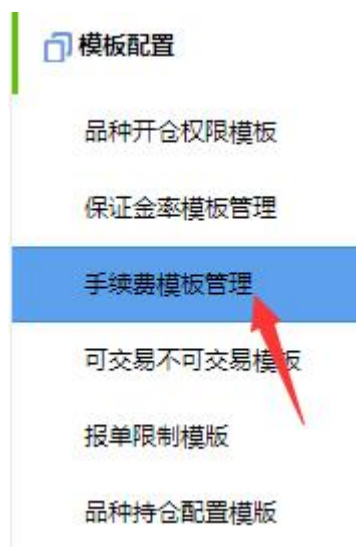 模板配置
品种开仓权限模板
保证金率模板管理
手续费模板管理
可交易不可交易模板
报单限制模版
品种持仓配置模版